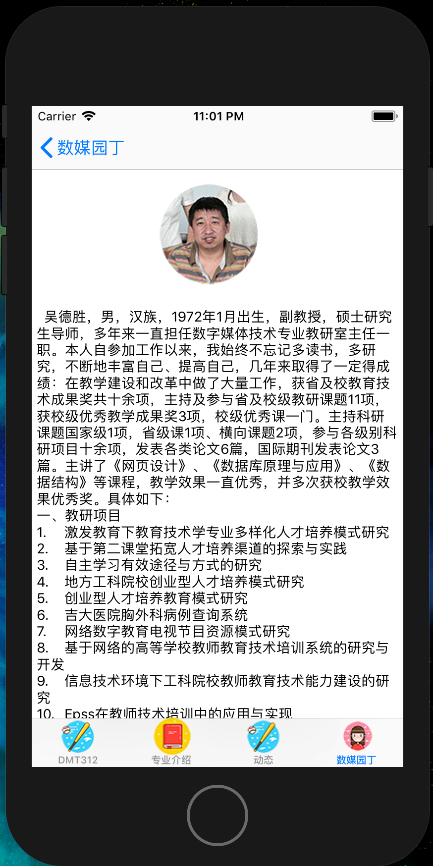 Carrier 11:01 PM
数媒园丁
吴德胜，男，汉族，1972年1月出生，副教授，硕士研究
生导师，多年来一直担任数字媒体技术专业教研室主任一
职。本人自参加工作以来，我始终不忘记多读书，多研
究，不断地丰富自己、提高自己，几年来取得了一定得成
绩：在教学建设和改革中做了大量工作，获省及校教育技
术成果奖共十余项，主持及参与省及校级教研课题11项，
获校级优秀教学成果奖3项，校级优秀课一门。主持科研
课题国家级1项，省级课1项、横向课题2项，参与各级别科
研项目十余项，发表各类论文6篇，国际期刊发表论文3
篇。主讲了《网页设计》、《数据库原理与应用》、《数
据结构》等课程，教学效果一直优秀，并多次获校教学效
果优秀奖。具体如下：
一、教研项目
1. 激发教育下教育技术学专业多样化人才培养模式研究
2. 基于第二课堂拓宽人才培养渠道的探索与实践
3. 自主学习有效途径与方式的研究
4. 地方工科院校创业型人才培养模式研究
5. 创业型人才培养教育模式研究
6. 吉大医院胸外科病例查询系统
7. 网络数字教育电视节目资源模式研究
8. 基于网络的高等学校教师教育技术培训系统的研究与
开发
9. 信息技术环境下工科院校教师教育技术能力建设的研
究
10. Epss在教师技术培训中的应用与实现
DMT312 专业介绍 动态 数媒园丁